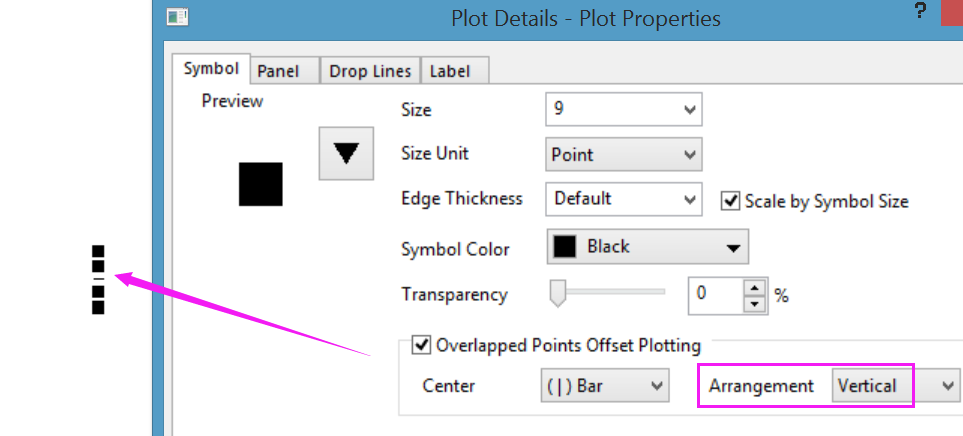 Plot Details - Plot Properties
?
Symbol Panel Drop Lines Label
Preview
Size 9
Size Unit Point
Edge Thickness Default Scale by Symbol Size
Symbol Color Black
Transparency 0 %
Overlapped Points Offset Plotting
Center (|) Bar Arrangement Vertical